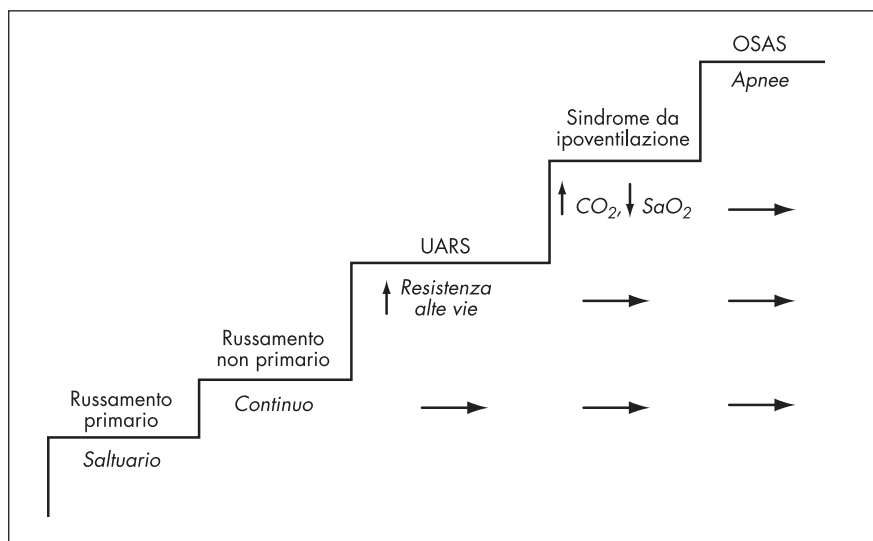 OSAS
Apnee
Sindrome da
ipoventilazione
↑ CO₂, ↓ SaO₂
UARS
↑ Resistenza
alte vie
Russamento
non primario
Continuo
Russamento
primario
Saltuario